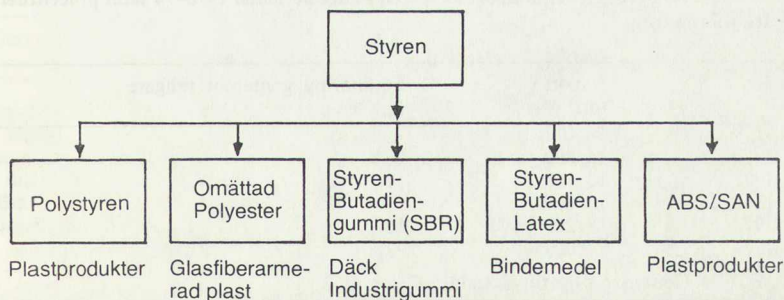 Styren
Polystyren
Omättad
Polyester
Styren-
Butadien-
gummi (SBR)
Styren-
Butadien-
Latex
ABS/SAN
Plastprodukter
Glasfiberarme-
rad plast
Däck
Industrigummi
Bindemedel
Plastprodukter